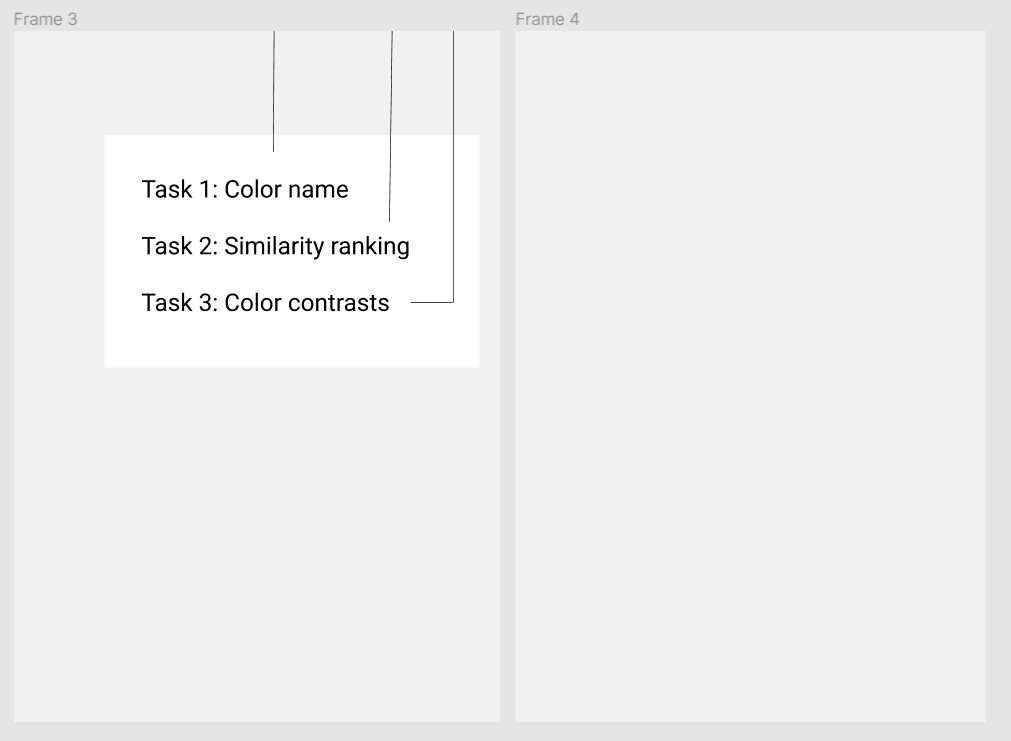 Frame 3
Frame 4
Task 1: Color name
Task 2: Similarity ranking
Task 3: Color contrasts